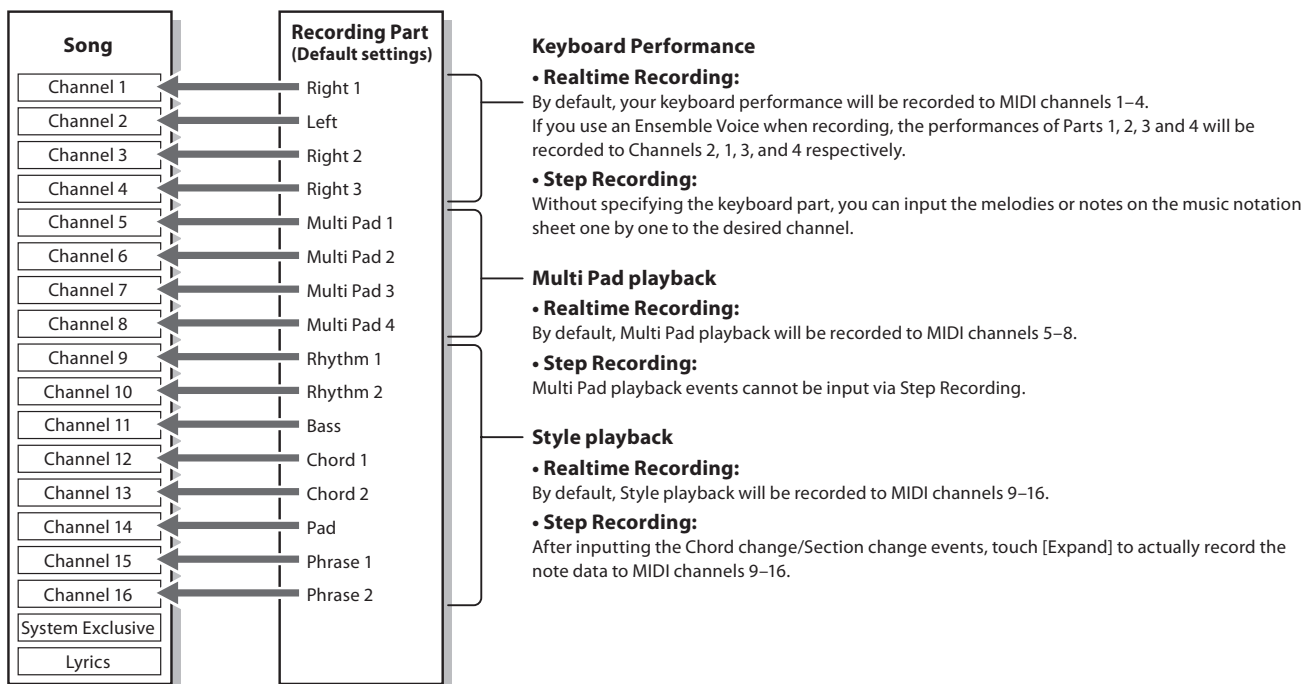 Song
Channel 1
Channel 2
Channel 3
Channel 4
Channel 5
Channel 6
Channel 7
Channel 8
Channel 9
Channel 10
Channel 11
Channel 12
Channel 13
Channel 14
Channel 15
Channel 16
System Exclusive
Lyrics
Recording Part
(Default settings)
Right 1
Left
Right 2
Right 3
Multi Pad 1
Multi Pad 2
Multi Pad 3
Multi Pad 4
Rhythm 1
Rhythm 2
Bass
Chord 1
Chord 2
Pad
Phrase 1
Phrase 2
Keyboard Performance
• Realtime Recording:
By default, your keyboard performance will be recorded to MIDI channels 1–4.
If you use an Ensemble Voice when recording, the performances of Parts 1, 2, 3 and 4 will be
recorded to Channels 2, 1, 3, and 4 respectively.
• Step Recording:
Without specifying the keyboard part, you can input the melodies or notes on the music notation
sheet one by one to the desired channel.
Multi Pad playback
• Realtime Recording:
By default, Multi Pad playback will be recorded to MIDI channels 5–8.
• Step Recording:
Multi Pad playback events cannot be input via Step Recording.
Style playback
• Realtime Recording:
By default, Style playback will be recorded to MIDI channels 9–16.
• Step Recording:
After inputting the Chord change/Section change events, touch [Expand] to actually record the
note data to MIDI channels 9–16.